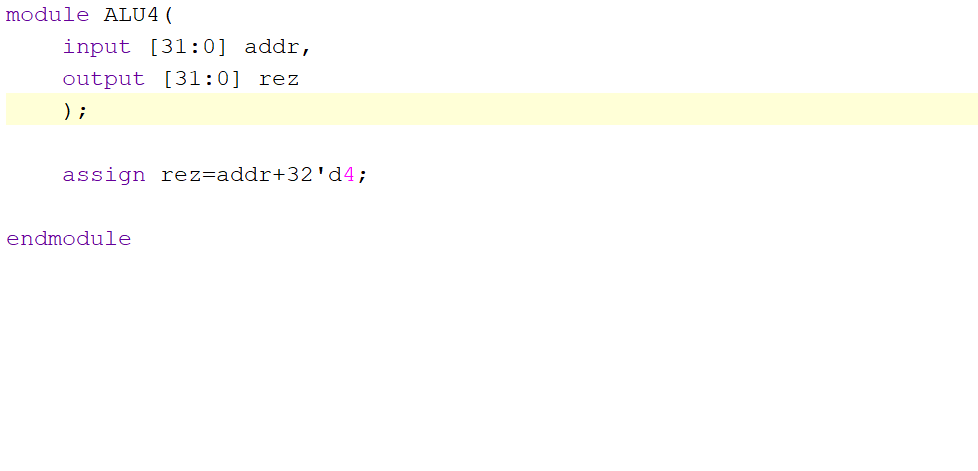 module ALU4(
    input [31:0] addr,
    output [31:0] rez
    );
    assign rez=addr+32'd4;
endmodule